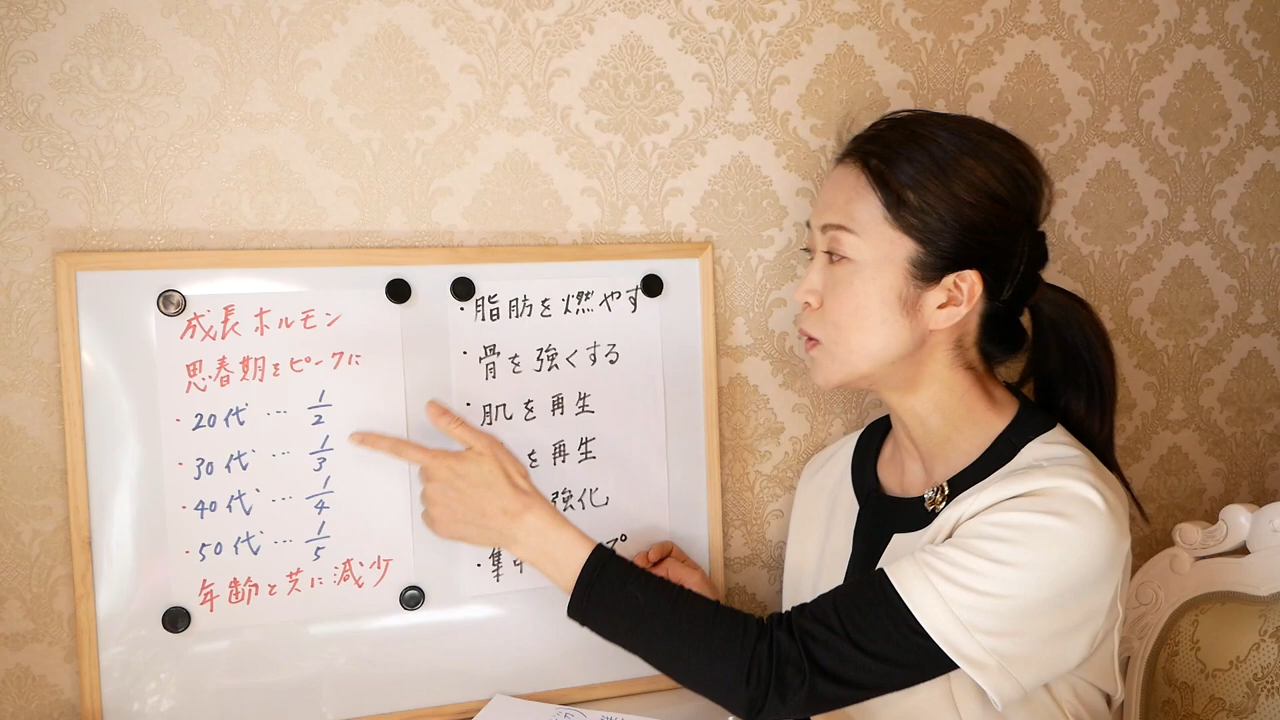 成長ホルモン
思春期をピークに
・20代 … 1/2
・30代 … 1/3
・40代 … 1/4
・50代 … 1/5
年齢と共に減少
・脂肪を燃やす
・骨を強くする
・肌を再生
を再生
強化
・集